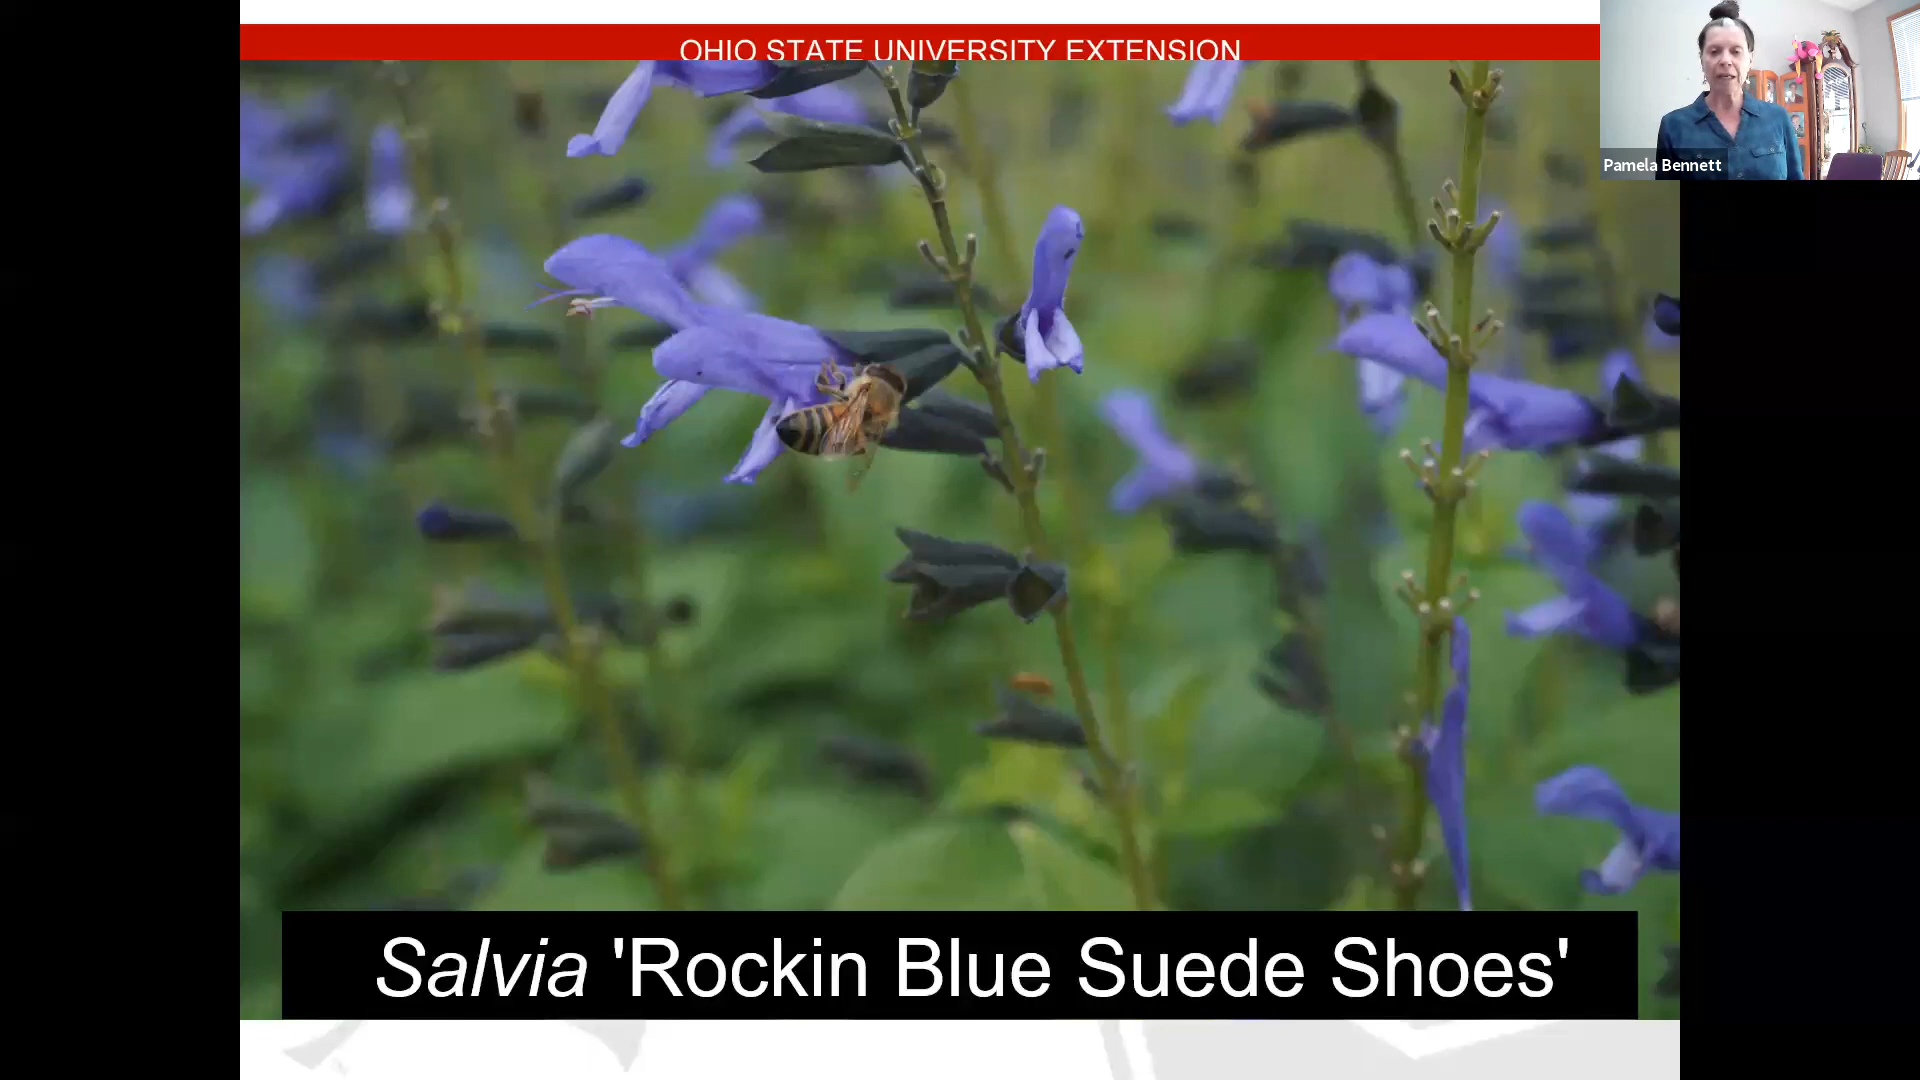 OHIO STATE UNIVERSITY EXTENSION
Pamela Bennett
Salvia 'Rockin Blue Suede Shoes'